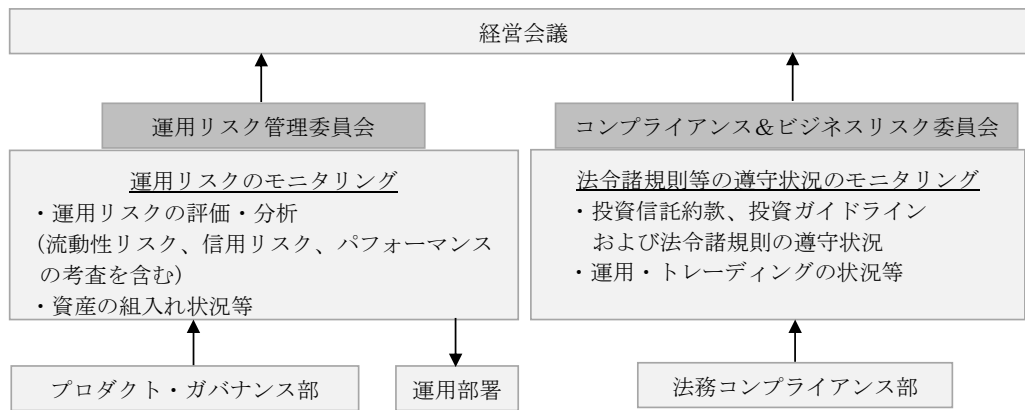 経営会議
運用リスク管理委員会
運用リスクのモニタリング
・運用リスクの評価・分析
(流動性リスク、信用リスク、パフォーマンス
の考査を含む)
・資産の組入れ状況等
プロダクト・ガバナンス部
運用部署
コンプライアンス＆ビジネスリスク委員会
法令諸規則等の遵守状況のモニタリング
・投資信託約款、投資ガイドライン
および法令諸規則の遵守状況
・運用・トレーディングの状況等
法務コンプライアンス部